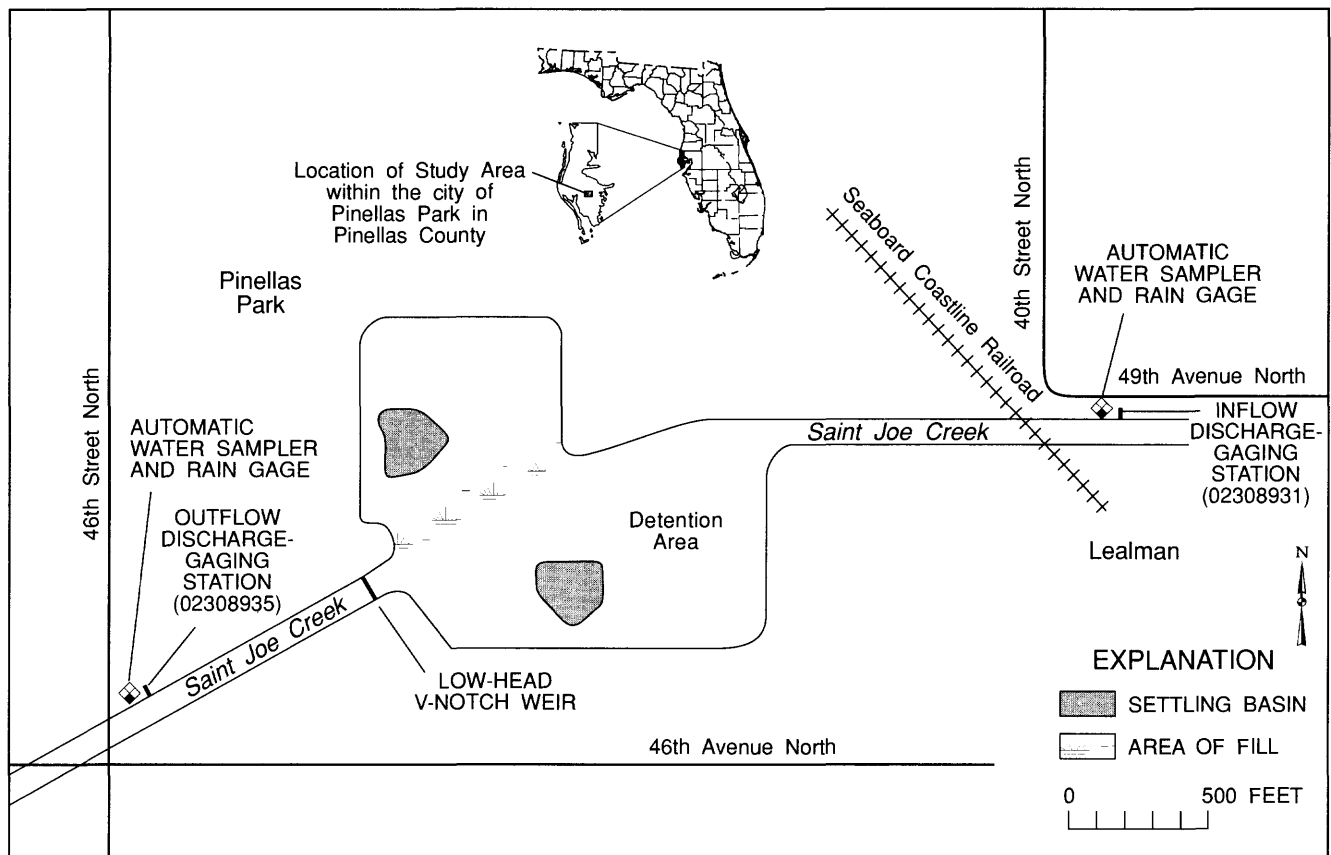 Location of Study Area
within the city of
Pinellas Park in
Pinellas County
Pinellas
Park
46th Street North
AUTOMATIC
WATER SAMPLER
AND RAIN GAGE
OUTFLOW
DISCHARGE-
GAGING
STATION
(02308935)
Saint Joe Creek
LOW-HEAD
V-NOTCH WEIR
Detention
Area
46th Avenue North
Seaboard Coastline Railroad
40th Street North
AUTOMATIC
WATER SAMPLER
AND RAIN GAGE
49th Avenue North
Saint Joe Creek
INFLOW
DISCHARGE-
GAGING
STATION
(02308931)
Lealman
N
EXPLANATION
SETTLING BASIN
AREA OF FILL
0 500 FEET